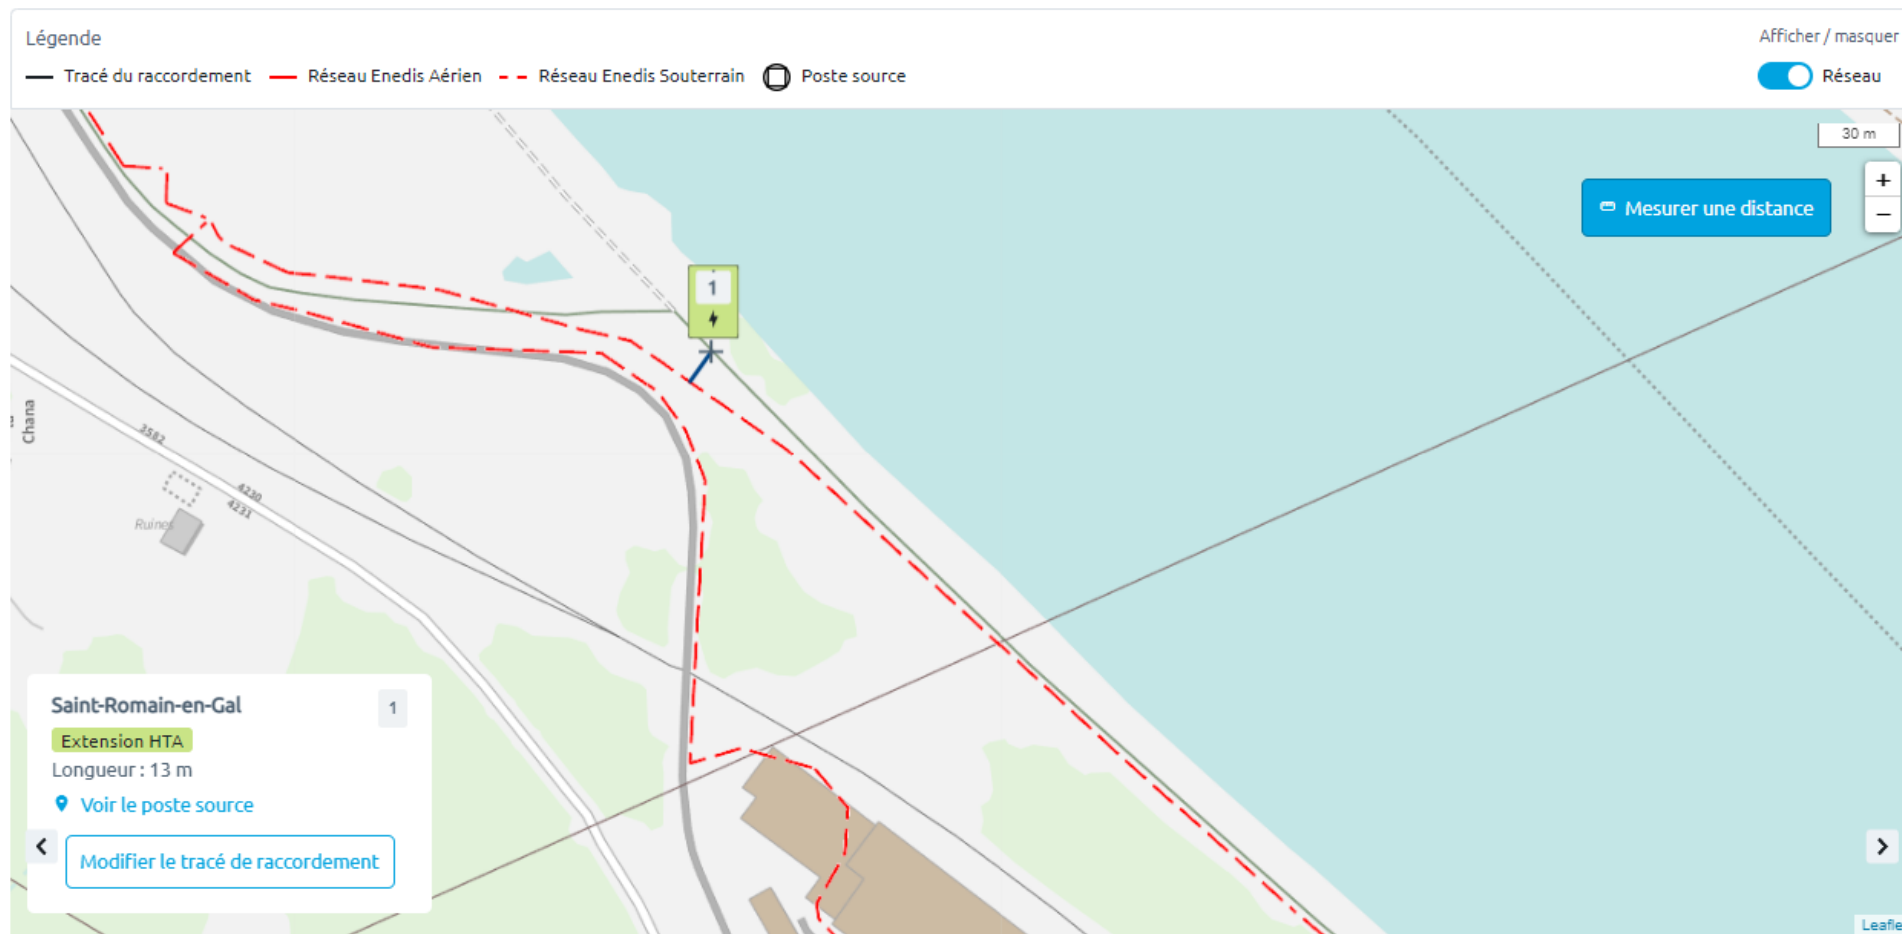 Légende
Afficher / masquer
Tracé du raccordement
Réseau Enedis Aérien
Réseau Enedis Souterrain
Poste source
Réseau
30 m
Mesurer une distance
+
−
1
Chana
3582
4230
4231
Ruines
Saint-Romain-en-Gal
1
Extension HTA
Longueur : 13 m
Voir le poste source
Modifier le tracé de raccordement